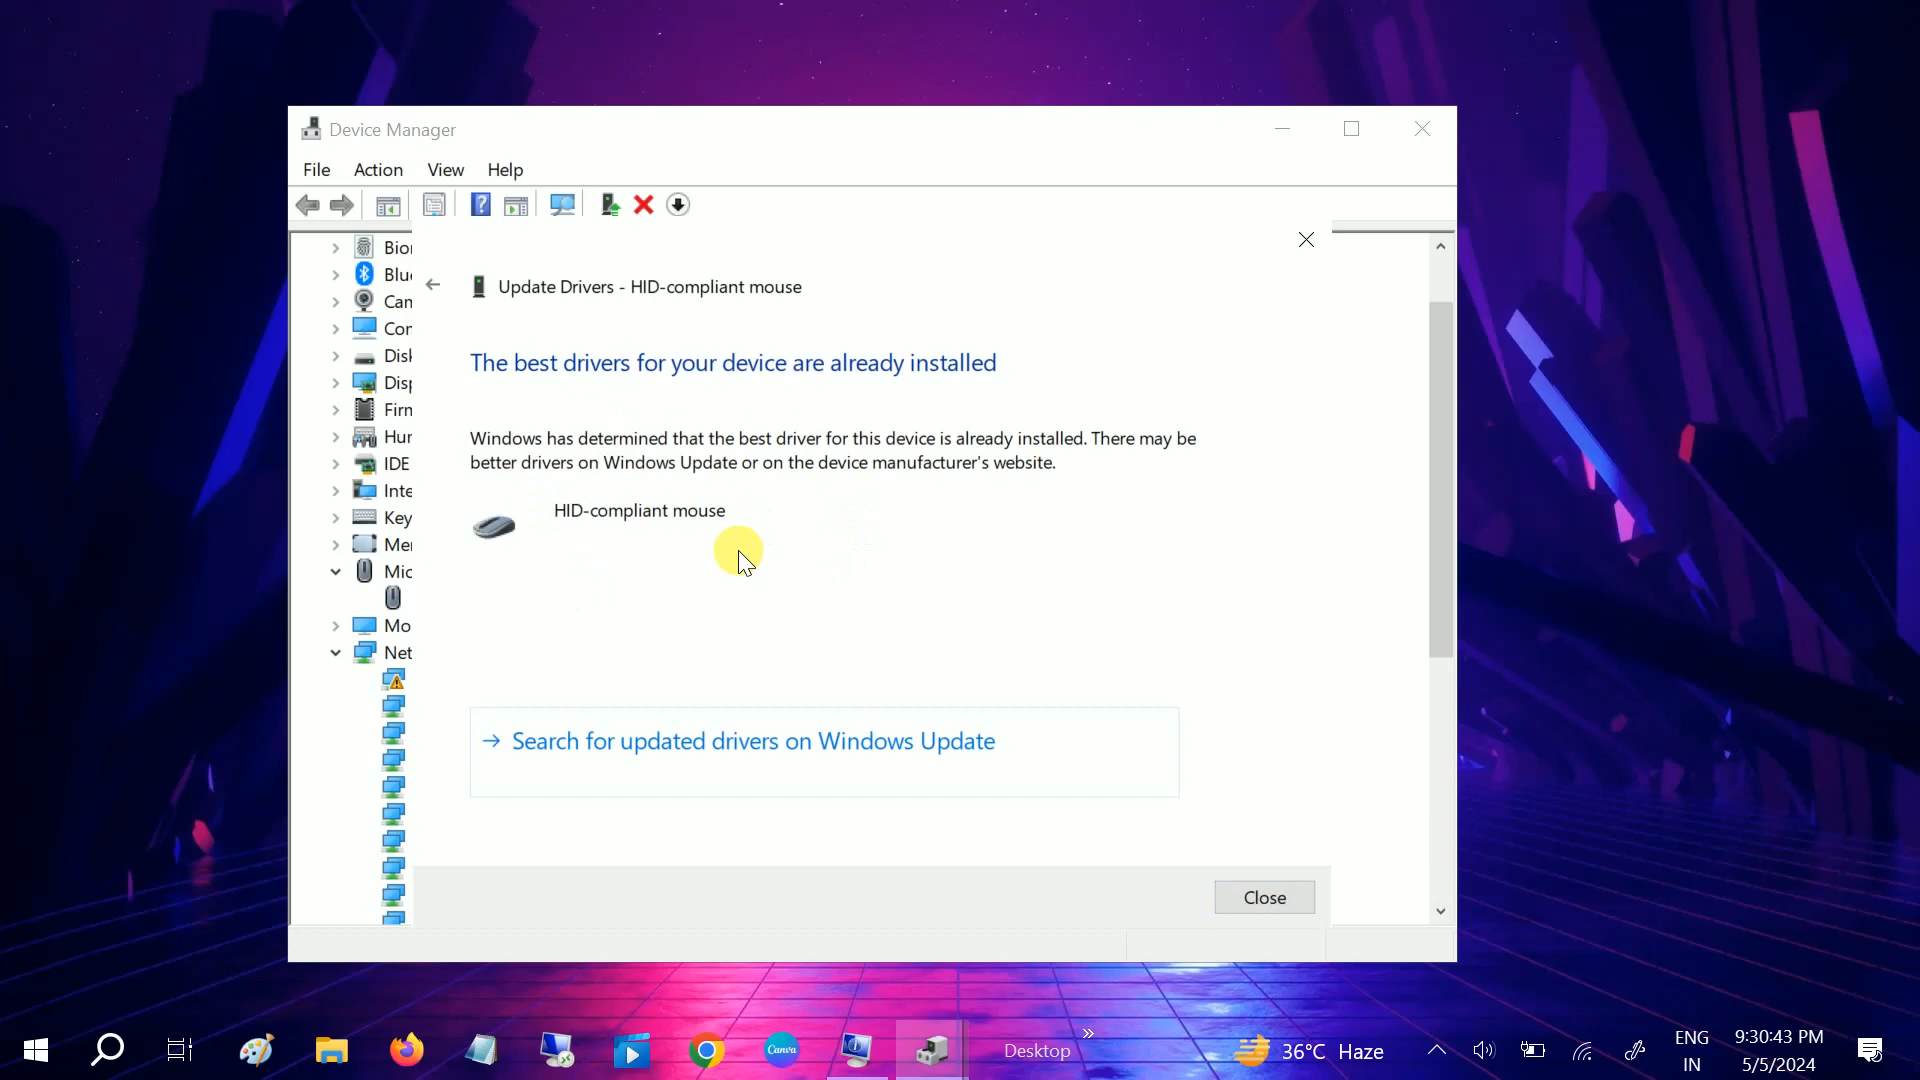 Device Manager
File Action View Help
Update Drivers - HID-compliant mouse
The best drivers for your device are already installed
Windows has determined that the best driver for this device is already installed. There may be
better drivers on Windows Update or on the device manufacturer's website.
HID-compliant mouse
Search for updated drivers on Windows Update
Close
Bior
Blu
Can
Cor
Disk
Disp
Firn
Hur
IDE
Inte
Key
Mer
Mic
Mo
Net
Canva
Desktop
36°C Haze
ENG
IN
9:30:43 PM
5/5/2024